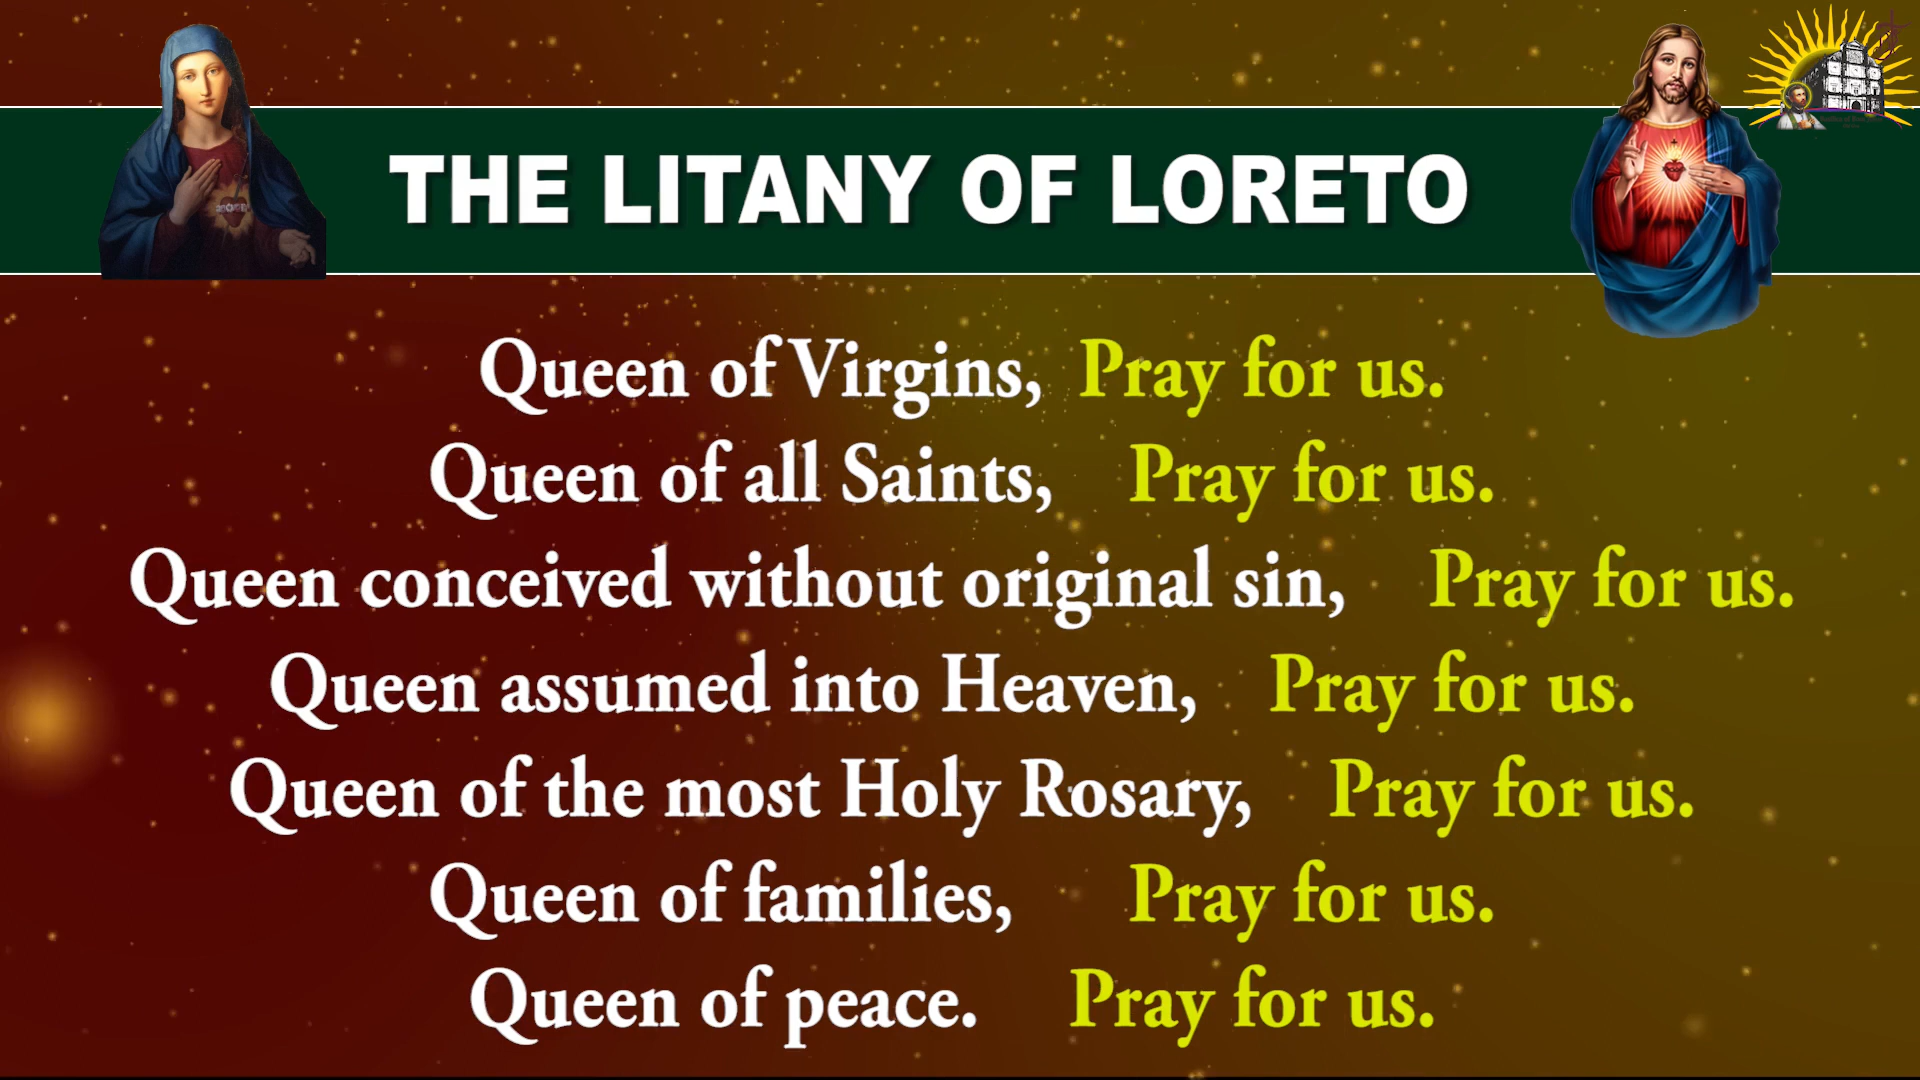 THE LITANY OF LORETO
Queen of Virgins, Pray for us.
Queen of all Saints, Pray for us.
Queen conceived without original sin, Pray for us.
Queen assumed into Heaven, Pray for us.
Queen of the most Holy Rosary, Pray for us.
Queen of families, Pray for us.
Queen of peace. Pray for us.